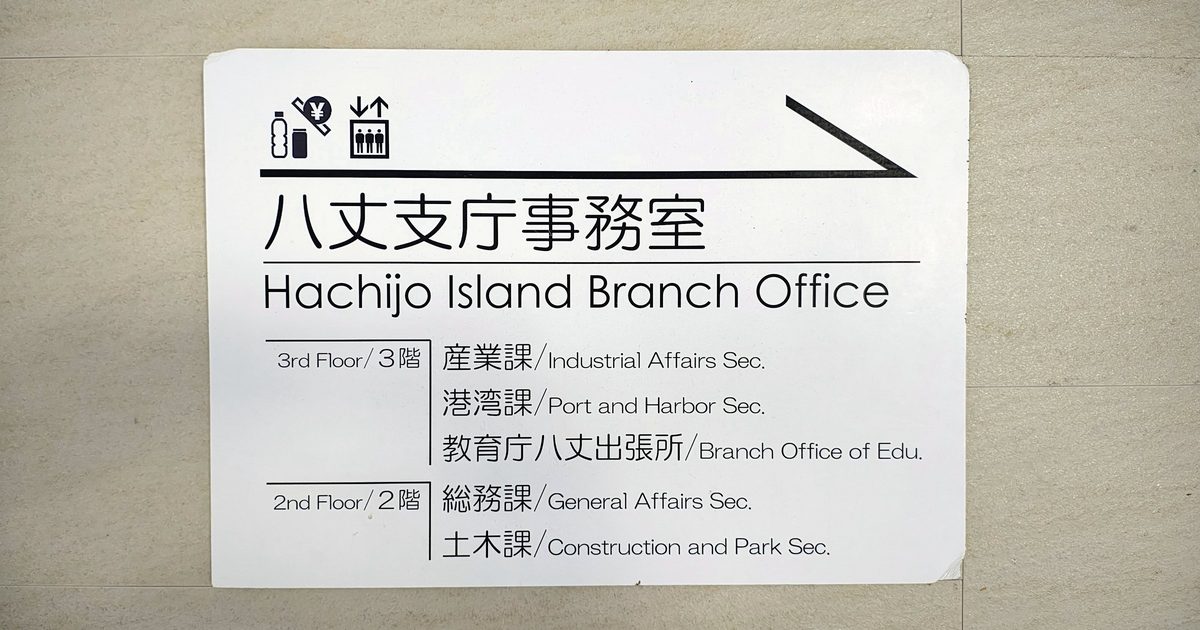 ¥
八丈支庁事務室
Hachijo Island Branch Office
3rd Floor/3階 産業課/Industrial Affairs Sec.
港湾課/Port and Harbor Sec.
教育庁八丈出張所/Branch Office of Edu.
2nd Floor/2階 総務課/General Affairs Sec.
土木課/Construction and Park Sec.